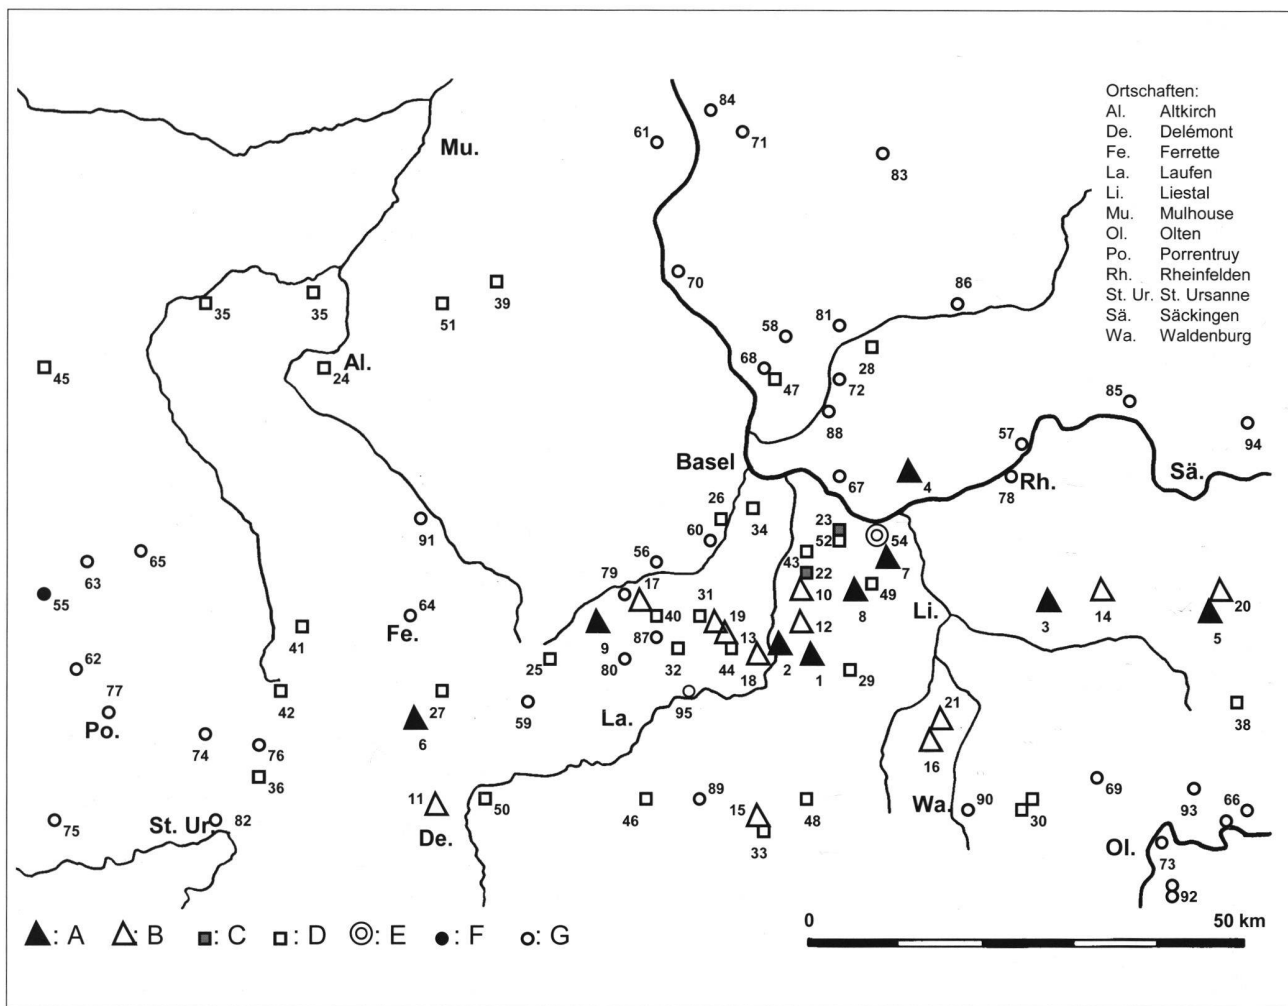 Ortschaften:
Al. Altkirch
De. Delémont
Fe. Ferrette
La. Laufen
Li. Liestal
Mu. Mulhouse
Ol. Olten
Po. Porrentruy
Rh. Rheinfelden
St. Ur. St. Ursanne
Sä. Säckingen
Wa. Waldenburg
84
61
71
Mu.
83
70
39
86
35
35
51
58
81
68
28
Al.
45
24
47
72
85
88
57
94
Basel
Sä.
4
67
Rh.
78
26
34
23
91
60
52
54
65
56
43
63
79
17
22
7
55
31
10
49
64
40
19
8
Li.
14
20
Fe.
12
3
5
41
9
87
13
62
25
80
32
44
18
2
1
29
77
42
27
59
La.
95
21
38
Po.
6
74
76
16
36
69
11
89
15
Wa.
90
93
66
50
46
48
30
75
St. Ur.
82
De.
33
Ol.
73
92
: A
: B
: C
: D
: E
: F
: G
0
50 km